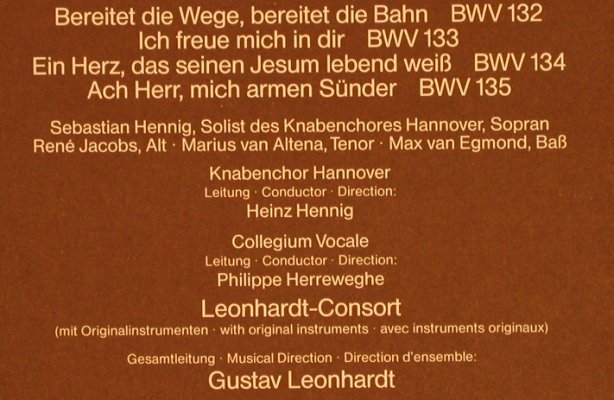 Bereitet die Wege, bereitet die Bahn BWV 132
Ich freue mich in dir BWV 133
Ein Herz, das seinen Jesum lebend weiß BWV 134
Ach Herr, mich armen Sünder BWV 135
Sebastian Hennig, Solist des Knabenchores Hannover, Sopran
René Jacobs, Alt · Marius van Altena, Tenor · Max van Egmond, Baß
Knabenchor Hannover
Leitung · Conductor · Direction:
Heinz Hennig
Collegium Vocale
Leitung · Conductor · Direction:
Philippe Herreweghe
Leonhardt-Consort
(mit Originalinstrumenten · with original instruments · avec instruments originaux)
Gesamtleitung · Musical Direction · Direction d'ensemble:
Gustav Leonhardt